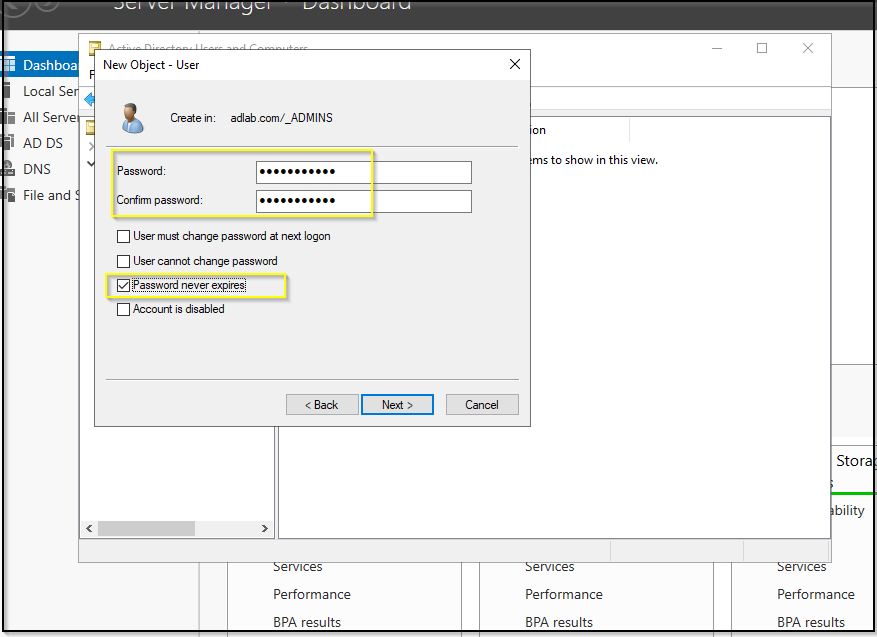 Server Manager · Dashboard
Active Directory Users and Computers
New Object - User
Dashboa
Local Ser
All Server
AD DS
DNS
File and S
Create in: adlab.com/_ADMINS
ion
ems to show in this view.
Password: ●●●●●●●●●●●
Confirm password: ●●●●●●●●●●●
User must change password at next logon
User cannot change password
Password never expires
Account is disabled
< Back
Next >
Cancel
Storag
ability
Services
Performance
BPA results
Services
Performance
BPA results
Services
Performance
BPA results